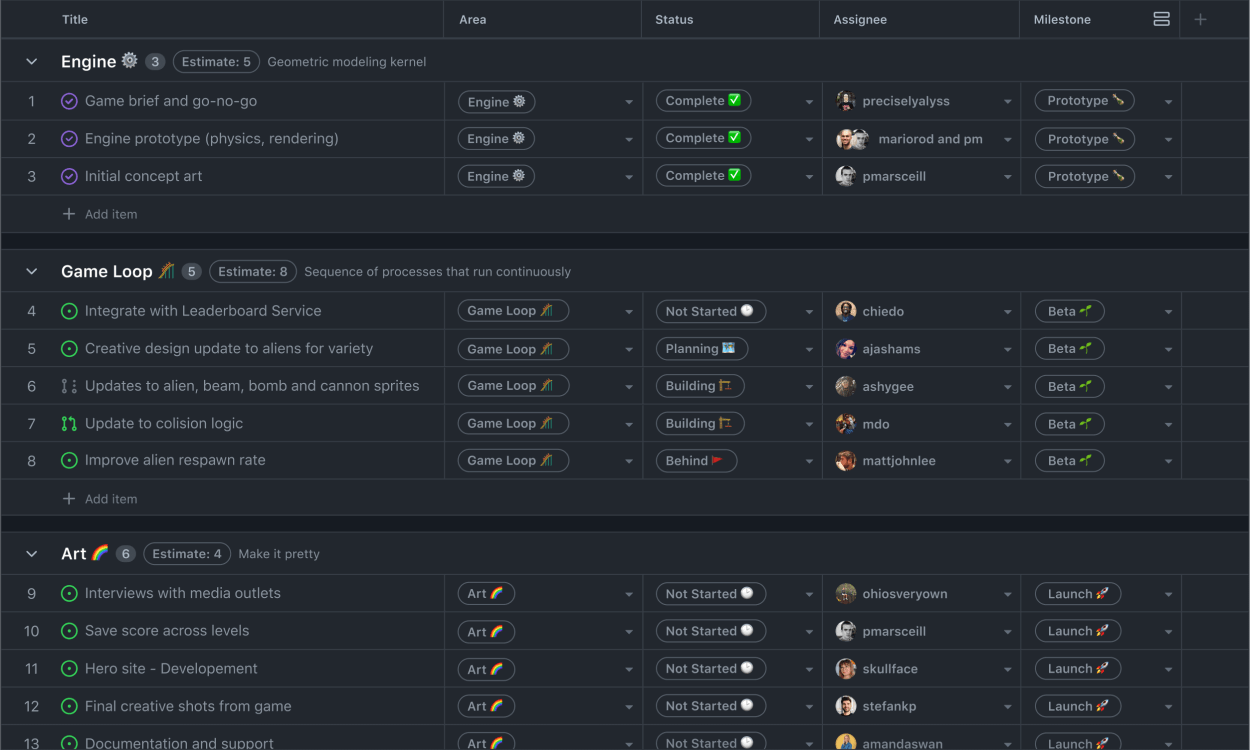 Title Area Status Assignee Milestone
Engine ⚙️ 3 Estimate: 5 Geometric modeling kernel
1 Game brief and go-no-go Engine ⚙️ Complete ✅ preciselyalyss Prototype
2 Engine prototype (physics, rendering) Engine ⚙️ Complete ✅ mariorod and pm Prototype
3 Initial concept art Engine ⚙️ Complete ✅ pmarsceill Prototype
Add item
Game Loop 🎢 5 Estimate: 8 Sequence of processes that run continuously
4 Integrate with Leaderboard Service Game Loop 🎢 Not Started 🕑 chiedo Beta 🌱
5 Creative design update to aliens for variety Game Loop 🎢 Planning 🗺️ ajashams Beta 🌱
6 Updates to alien, beam, bomb and cannon sprites Game Loop 🎢 Building 🏗️ ashygee Beta 🌱
7 Update to colision logic Game Loop 🎢 Building 🏗️ mdo Beta 🌱
8 Improve alien respawn rate Game Loop 🎢 Behind 🚩 mattjohnlee Beta 🌱
Add item
Art 🌈 6 Estimate: 4 Make it pretty
9 Interviews with media outlets Art 🌈 Not Started 🕑 ohiosveryown Launch 🚀
10 Save score across levels Art 🌈 Not Started 🕑 pmarsceill Launch 🚀
11 Hero site - Developement Art 🌈 Not Started 🕑 skullface Launch 🚀
12 Final creative shots from game Art 🌈 Not Started 🕑 stefankp Launch 🚀
13 Documentation and support Art 🌈 Not Started 🕑 amandaswan Launch 🚀